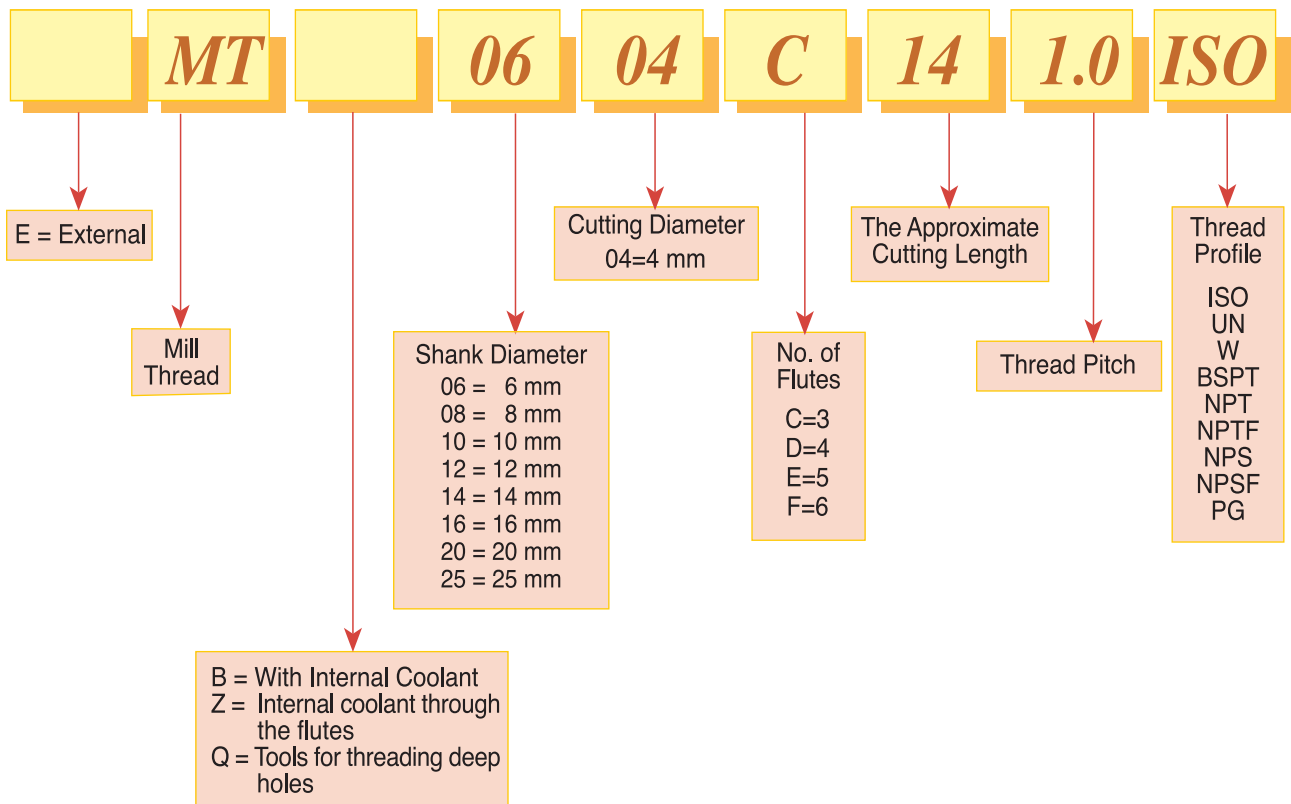 MT 06 04 C 14 1.0 ISO
E = External
Mill
Thread
B = With Internal Coolant
Z = Internal coolant through
the flutes
Q = Tools for threading deep
holes
Shank Diameter
06 = 6 mm
08 = 8 mm
10 = 10 mm
12 = 12 mm
14 = 14 mm
16 = 16 mm
20 = 20 mm
25 = 25 mm
Cutting Diameter
04=4 mm
No. of
Flutes
C=3
D=4
E=5
F=6
The Approximate
Cutting Length
Thread Pitch
Thread
Profile
ISO
UN
W
BSPT
NPT
NPTF
NPS
NPSF
PG